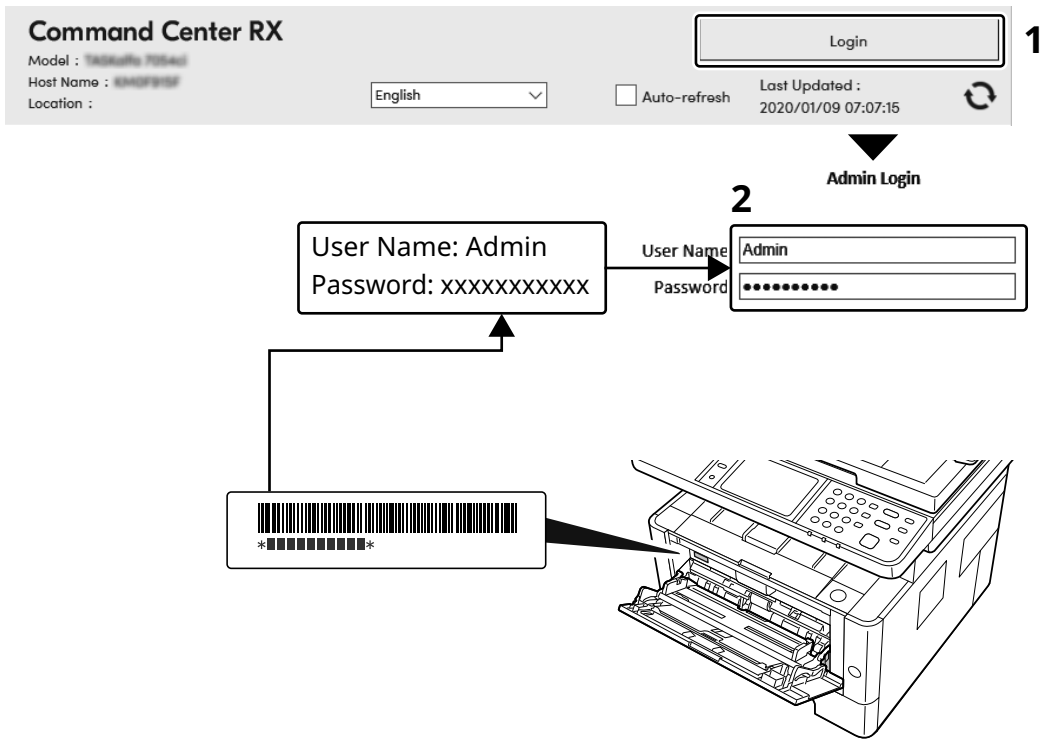 Command Center RX
Model :
Host Name :
Location :
English
Auto-refresh
Login
Last Updated :
2020/01/09 07:07:15
1
Admin Login
2
User Name: Admin
Password: xxxxxxxxxxx
User Name
Admin
Password
●●●●●●●●●●
*■■■■■■■■■■*